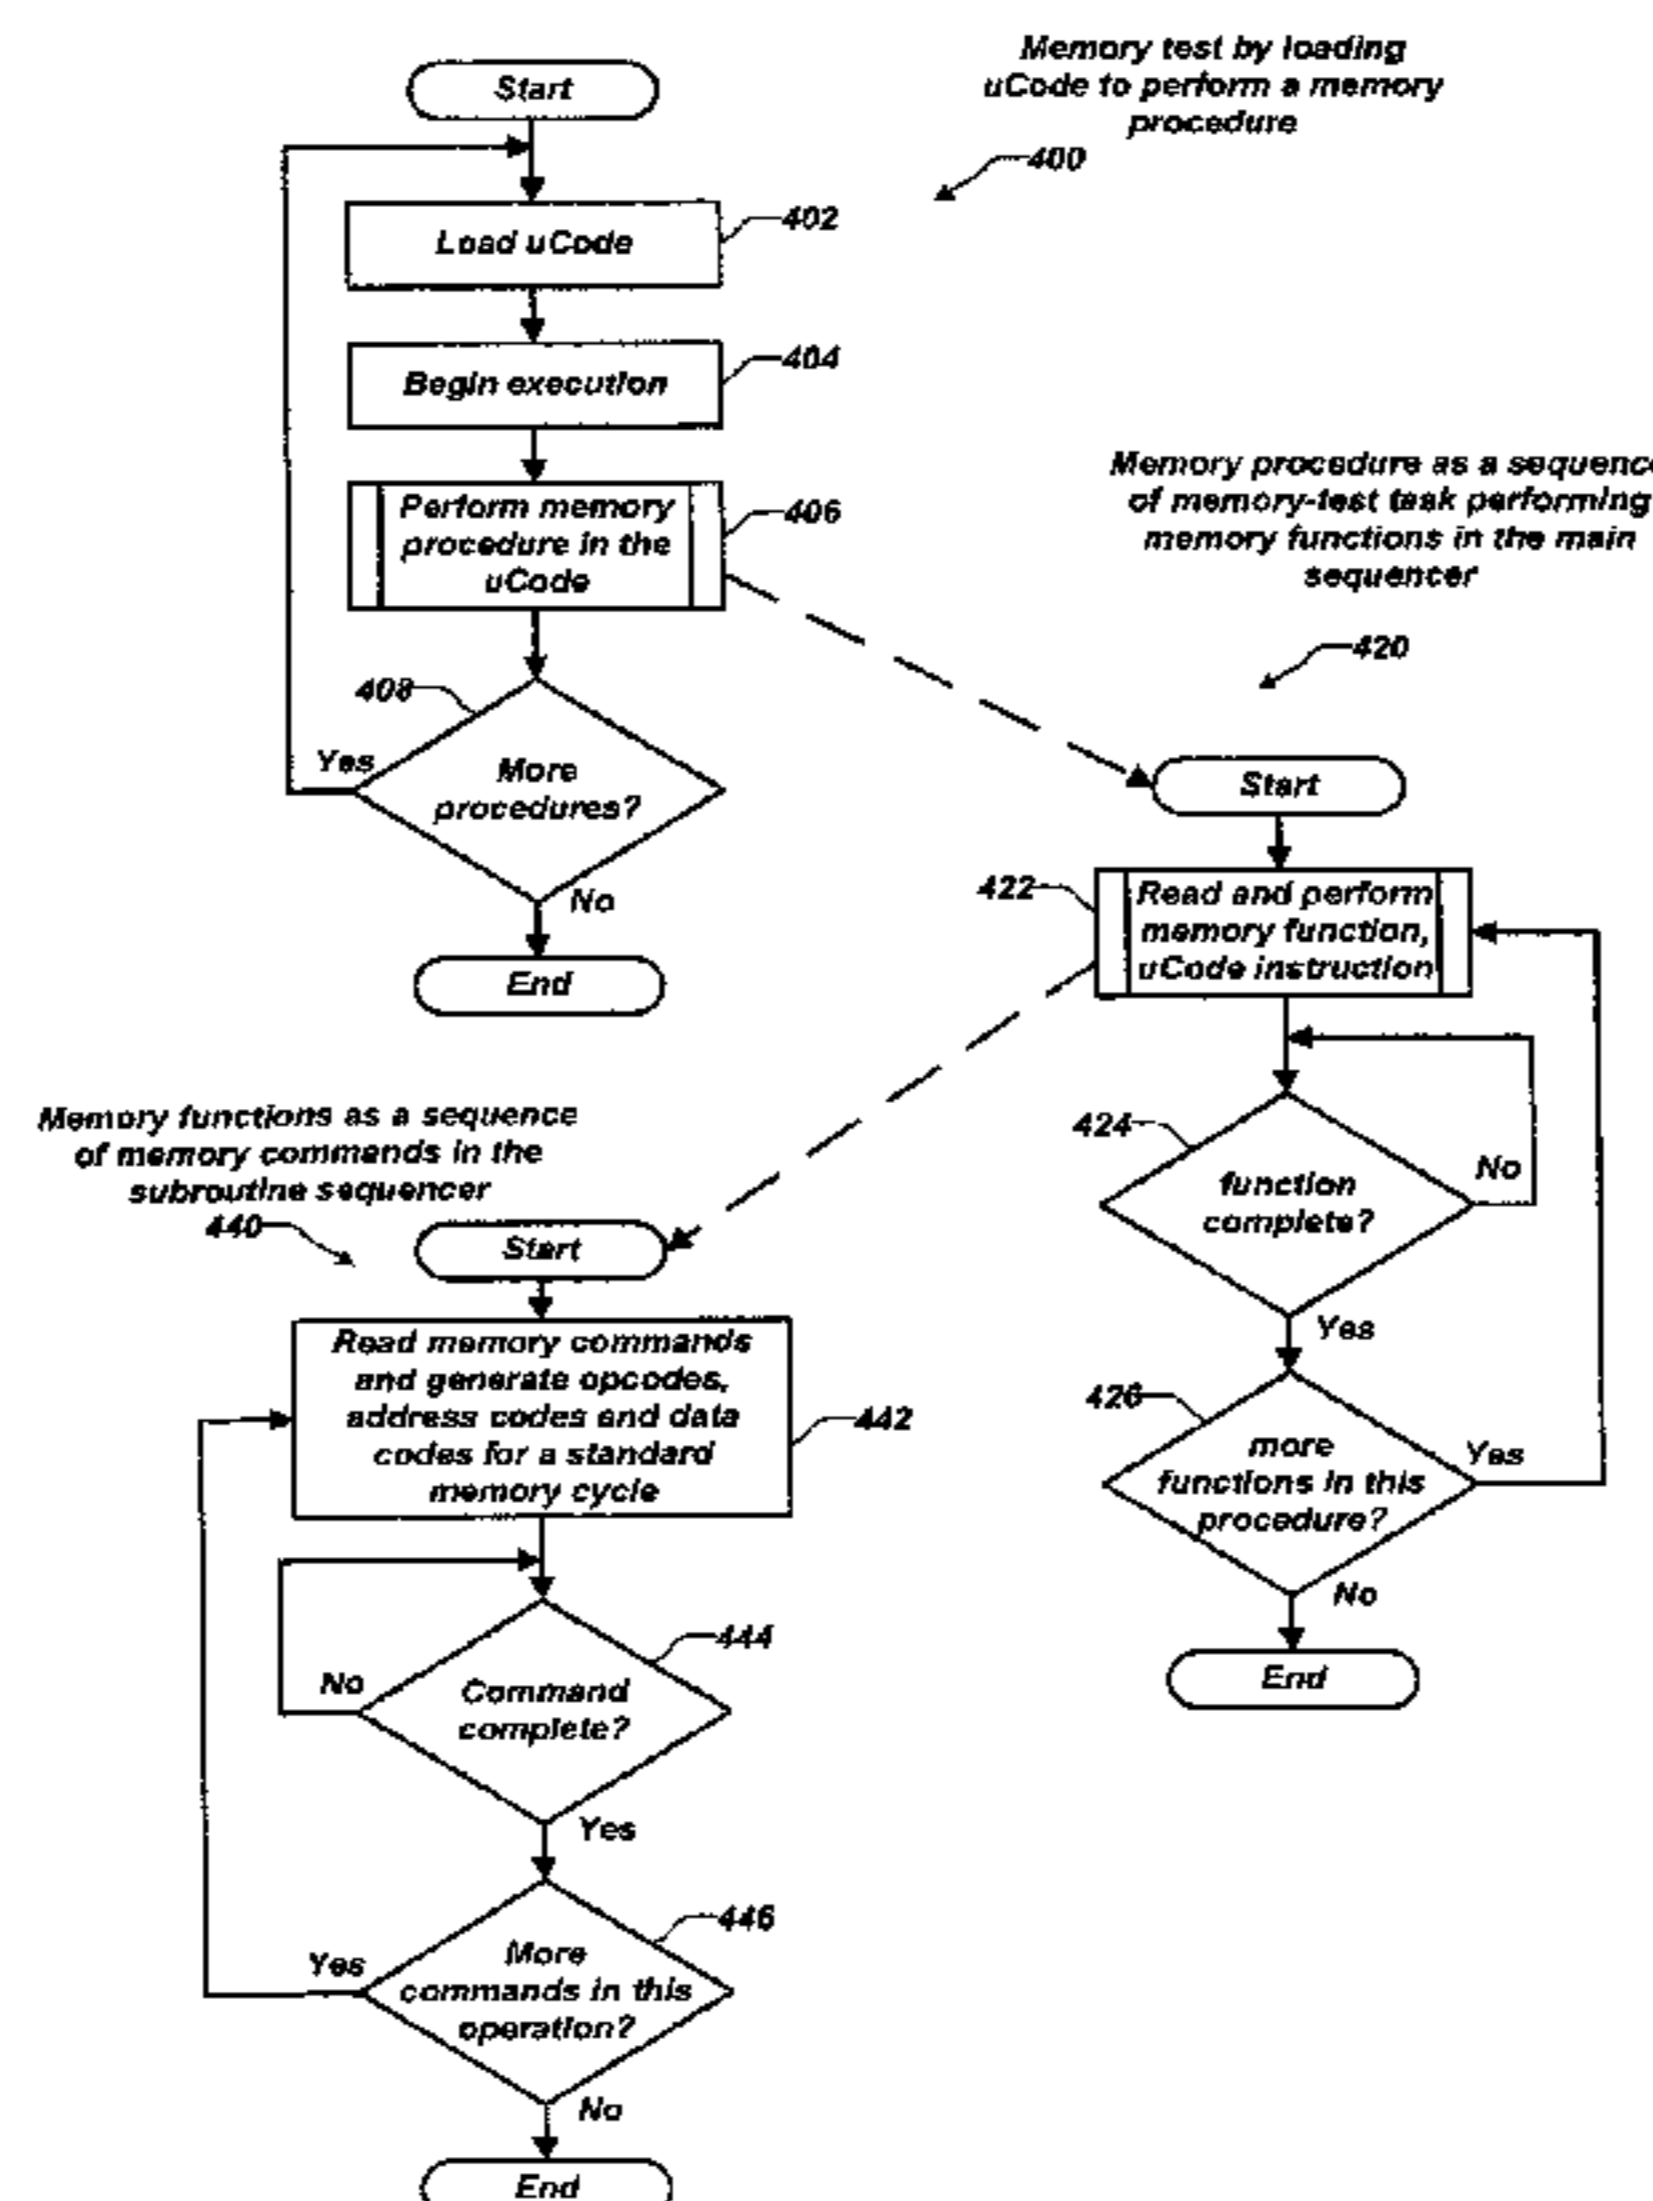 Memory test by loading
uCode to perform a memory
procedure
400
Start
402
Load uCode
404
Begin execution
Perform memory
procedure in the
uCode
406
408
Yes
More
procedures?
No
End
Memory procedure as a sequence
of memory-test task performing
memory functions in the main
sequencer
420
Start
422
Read and perform
memory function,
uCode instruction
424
function
complete?
No
Yes
426
more
functions in this
procedure?
Yes
No
End
Memory functions as a sequence
of memory commands in the
subroutine sequencer
440
Start
Read memory commands
and generate opcodes,
address codes and data
codes for a standard
memory cycle
442
444
No
Command
complete?
Yes
446
Yes
More
commands in this
operation?
No
End